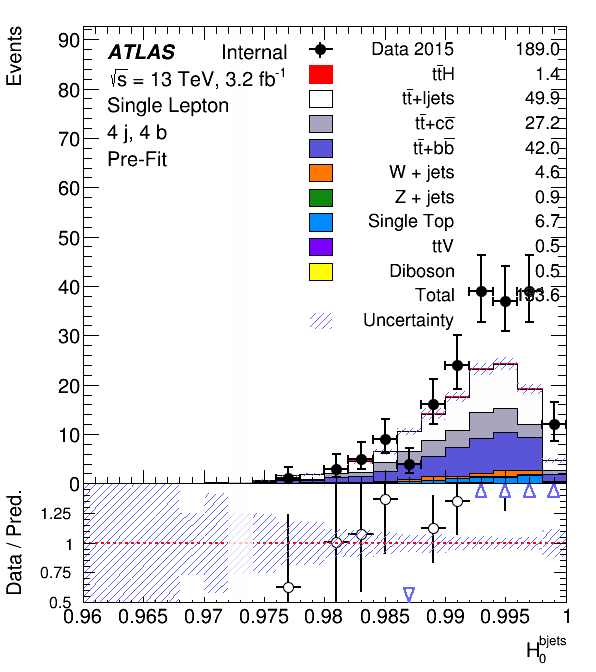 Events
90
80
70
60
50
40
30
20
10
0
ATLAS Internal
√s = 13 TeV, 3.2 fb⁻¹
Single Lepton
4 j, 4 b
Pre-Fit
Data 2015 189.0
tt̄H 1.4
tt̄+ljets 49.9
tt̄+cc̄ 27.2
tt̄+bb̄ 42.0
W + jets 4.6
Z + jets 0.9
Single Top 6.7
ttV 0.5
Diboson 0.5
Total 133.6
Uncertainty
Data / Pred.
1.25
1
0.75
0.5
0.96 0.965 0.97 0.975 0.98 0.985 0.99 0.995 1
H₀ᵇʲᵉᵗˢ